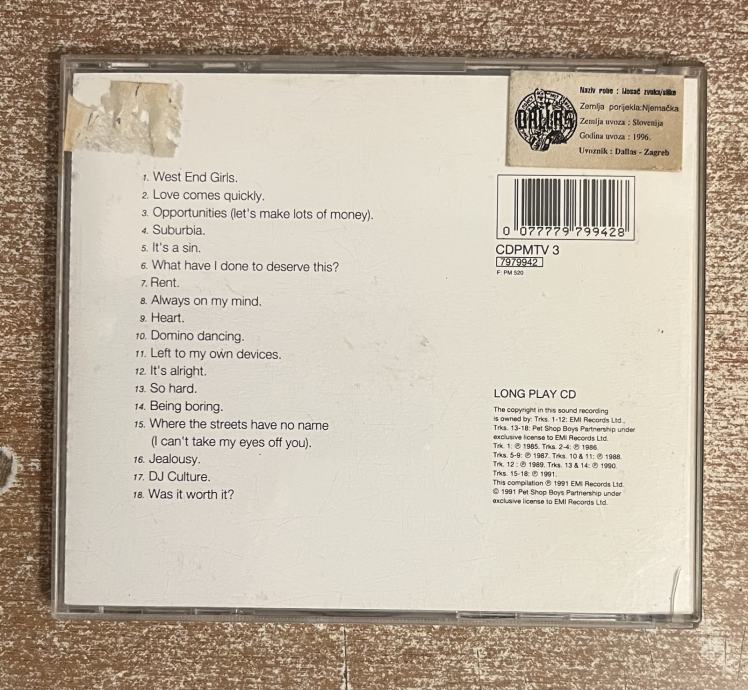 DALLAS
Naziv robe : Nosač zvuka/slike
Zemlja porijekla:Njemačka
Zemlja uvoza : Slovenija
Godina uvoza : 1996.
Uvoznik : Dallas - Zagreb
1. West End Girls.
2. Love comes quickly.
3. Opportunities (let's make lots of money).
4. Suburbia.
5. It's a sin.
6. What have I done to deserve this?
7. Rent.
8. Always on my mind.
9. Heart.
10. Domino dancing.
11. Left to my own devices.
12. It's alright.
13. So hard.
14. Being boring.
15. Where the streets have no name
(I can't take my eyes off you).
16. Jealousy.
17. DJ Culture.
18. Was it worth it?
0 077779 799428
CDPMTV 3
7979942
F: PM 520
LONG PLAY CD
The copyright in this sound recording
is owned by: Trks. 1-12: EMI Records Ltd.,
Trks. 13-18: Pet Shop Boys Partnership under
exclusive license to EMI Records Ltd.
Trk. 1: ℗ 1985. Trks. 2-4: ℗ 1986.
Trks. 5-9: ℗ 1987. Trks. 10 & 11: ℗ 1988.
Trk. 12 : ℗ 1989. Trks. 13 & 14: ℗ 1990.
Trks. 15-18: ℗ 1991.
This compilation ℗ 1991 EMI Records Ltd.
© 1991 Pet Shop Boys Partnership under
exclusive license to EMI Records Ltd.